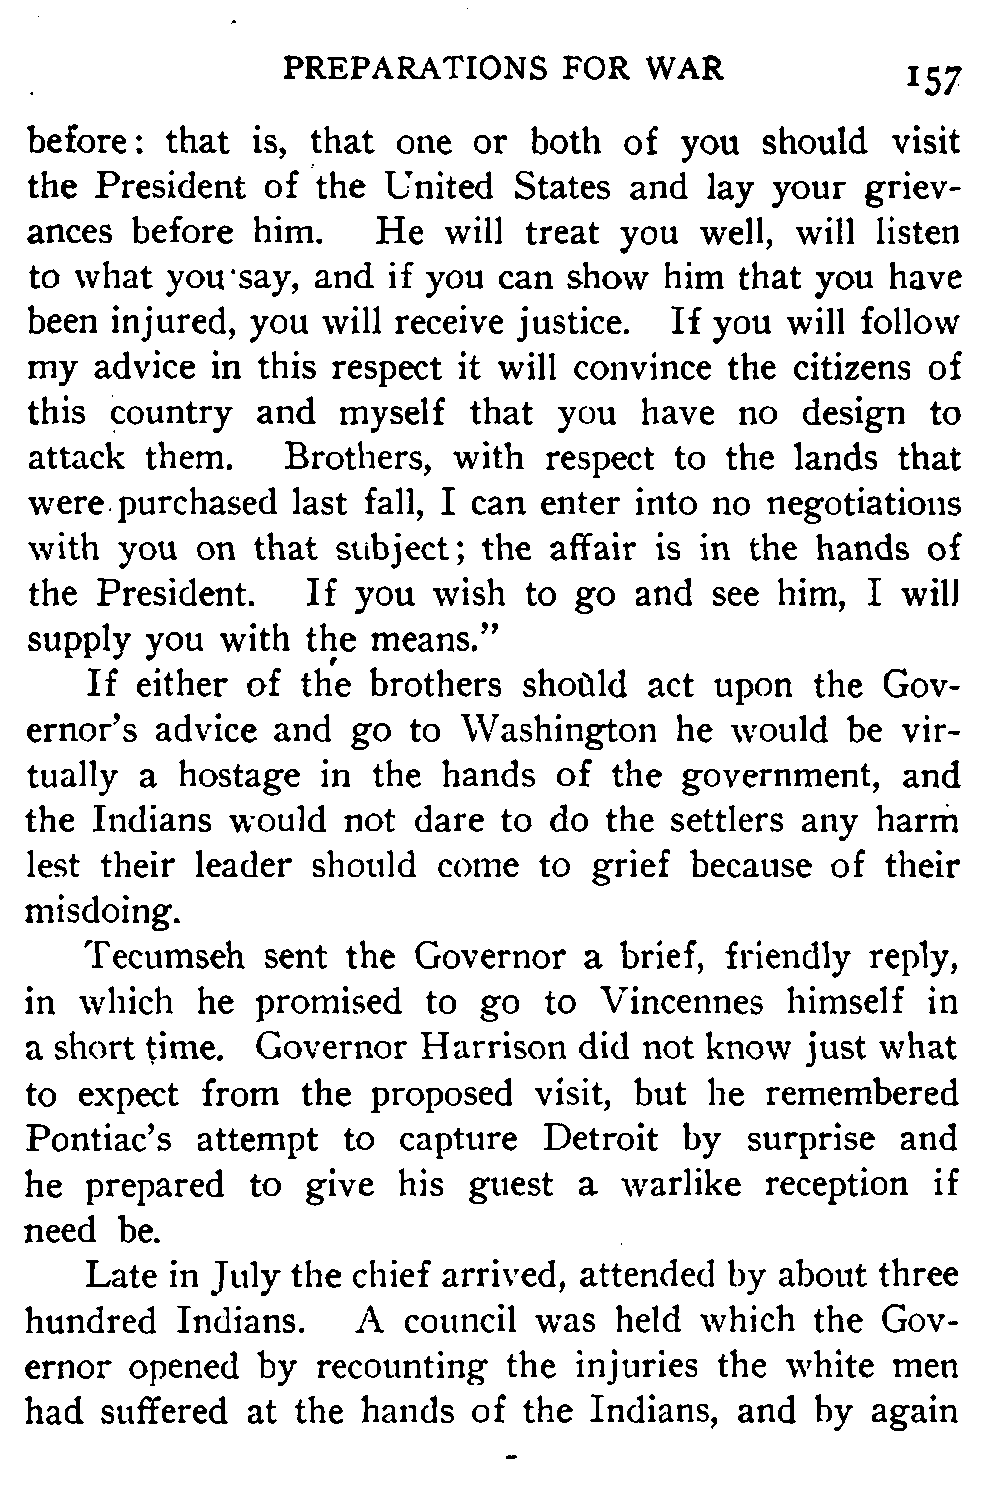 PREPARATIONS FOR WAR 157
before: that is, that one or both of you should visit
the President of the United States and lay your griev-
ances before him. He will treat you well, will listen
to what you say, and if you can show him that you have
been injured, you will receive justice. If you will follow
my advice in this respect it will convince the citizens of
this country and myself that you have no design to
attack them. Brothers, with respect to the lands that
were purchased last fall, I can enter into no negotiations
with you on that subject; the affair is in the hands of
the President. If you wish to go and see him, I will
supply you with the means."
If either of the brothers should act upon the Gov-
ernor's advice and go to Washington he would be vir-
tually a hostage in the hands of the government, and
the Indians would not dare to do the settlers any harm
lest their leader should come to grief because of their
misdoing.
Tecumseh sent the Governor a brief, friendly reply,
in which he promised to go to Vincennes himself in
a short time. Governor Harrison did not know just what
to expect from the proposed visit, but he remembered
Pontiac's attempt to capture Detroit by surprise and
he prepared to give his guest a warlike reception if
need be.
Late in July the chief arrived, attended by about three
hundred Indians. A council was held which the Gov-
ernor opened by recounting the injuries the white men
had suffered at the hands of the Indians, and by again